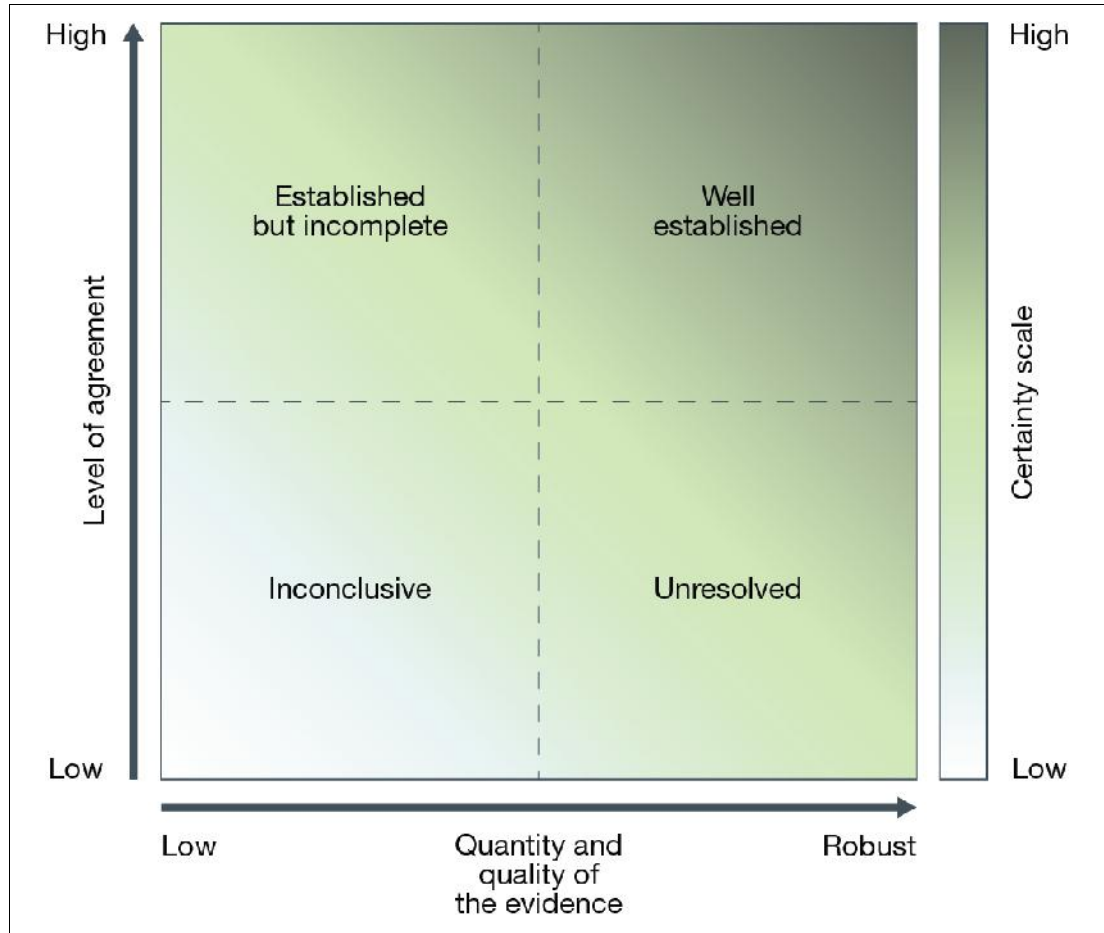 High
High
Established
but incomplete
Well
established
Level of agreement
Certainty scale
Inconclusive
Unresolved
Low
Low
Low
Quantity and
quality of
the evidence
Robust